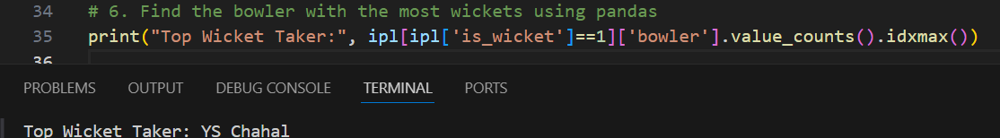 34 # 6. Find the bowler with the most wickets using pandas
35 print("Top Wicket Taker:", ipl[ipl['is_wicket']==1]['bowler'].value_counts().idxmax())
36
PROBLEMS OUTPUT DEBUG CONSOLE TERMINAL PORTS
Top Wicket Taker: YS Chahal